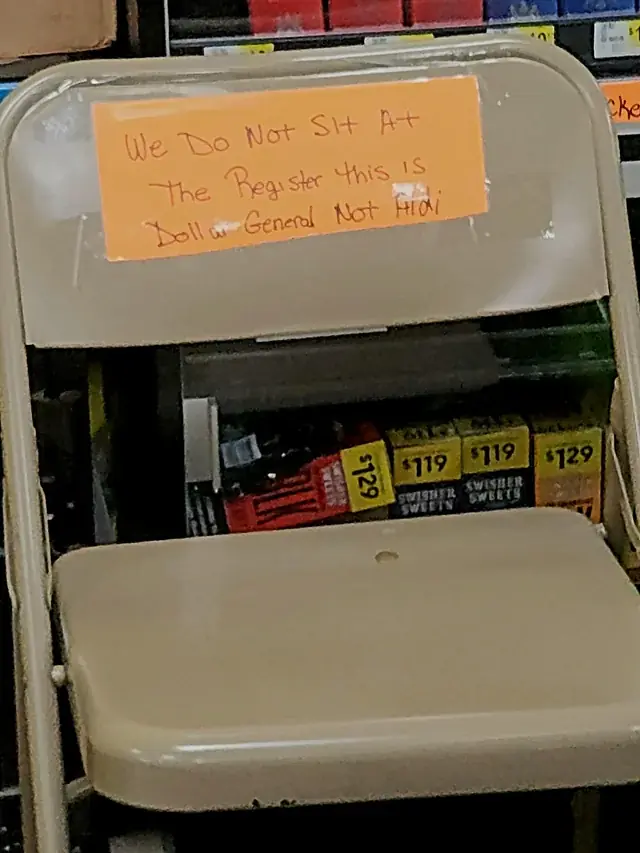 We Do Not Sit At
The Register this is
Dollar General Not Aldi
cke
$129
$119
$119
$129
SWISHER
SWEETS
SWISHER
SWEETS